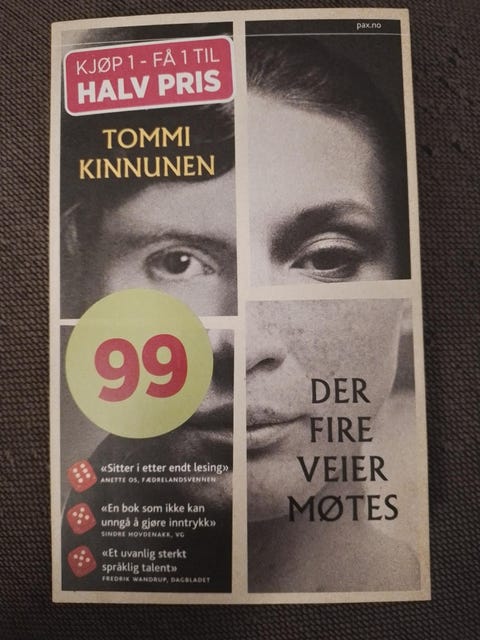 pax.no
KJØP 1 - FÅ 1 TIL
HALV PRIS
TOMMI
KINNUNEN
99
DER
FIRE
VEIER
MØTES
«Sitter i etter endt lesing»
ANETTE OS, FÆDRELANDSVENNEN
«En bok som ikke kan
unngå å gjøre inntrykk»
SINDRE HOVDENAKK, VG
«Et uvanlig sterkt
språklig talent»
FREDRIK WANDRUP, DAGBLADET